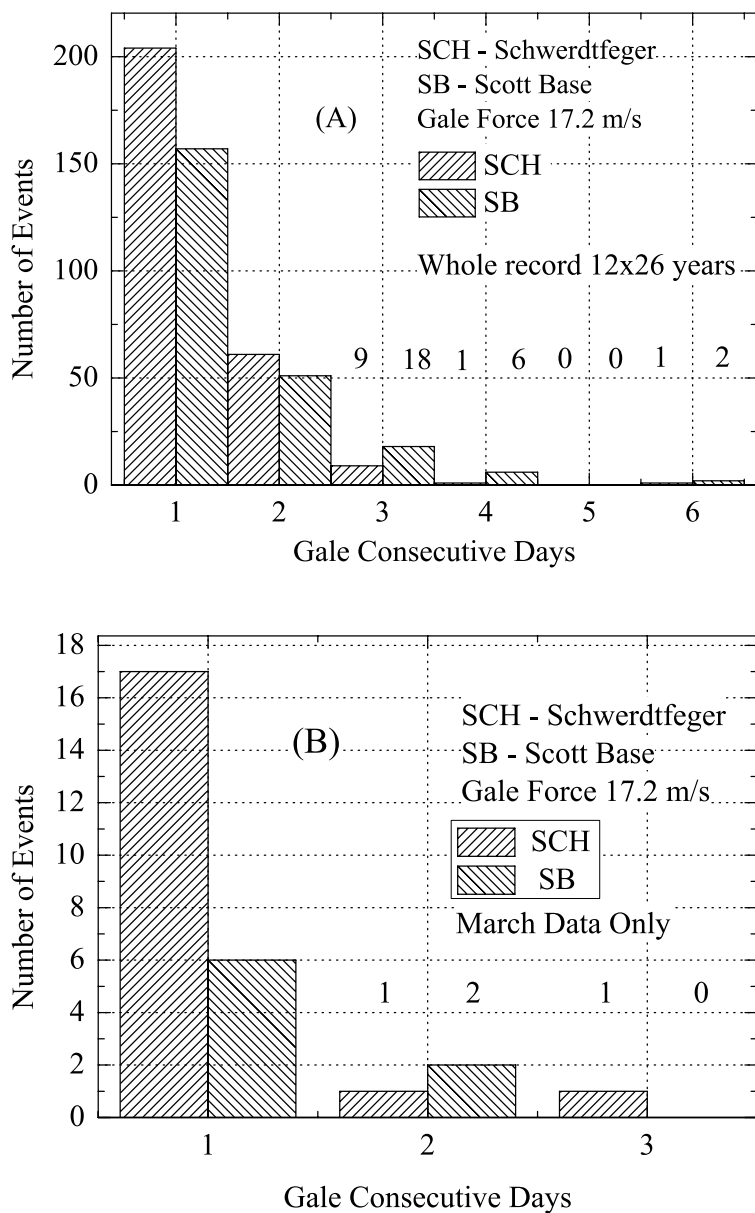 200
150
100
50
0
Number of Events
SCH - Schwerdtfeger
SB - Scott Base
Gale Force 17.2 m/s
(A)
SCH
SB
Whole record 12x26 years
9 18 1 6 0 0 1 2
1 2 3 4 5 6
Gale Consecutive Days
18
16
14
12
10
8
6
4
2
0
Number of Events
(B)
SCH - Schwerdtfeger
SB - Scott Base
Gale Force 17.2 m/s
SCH
SB
March Data Only
1 2 1 0
1 2 3
Gale Consecutive Days